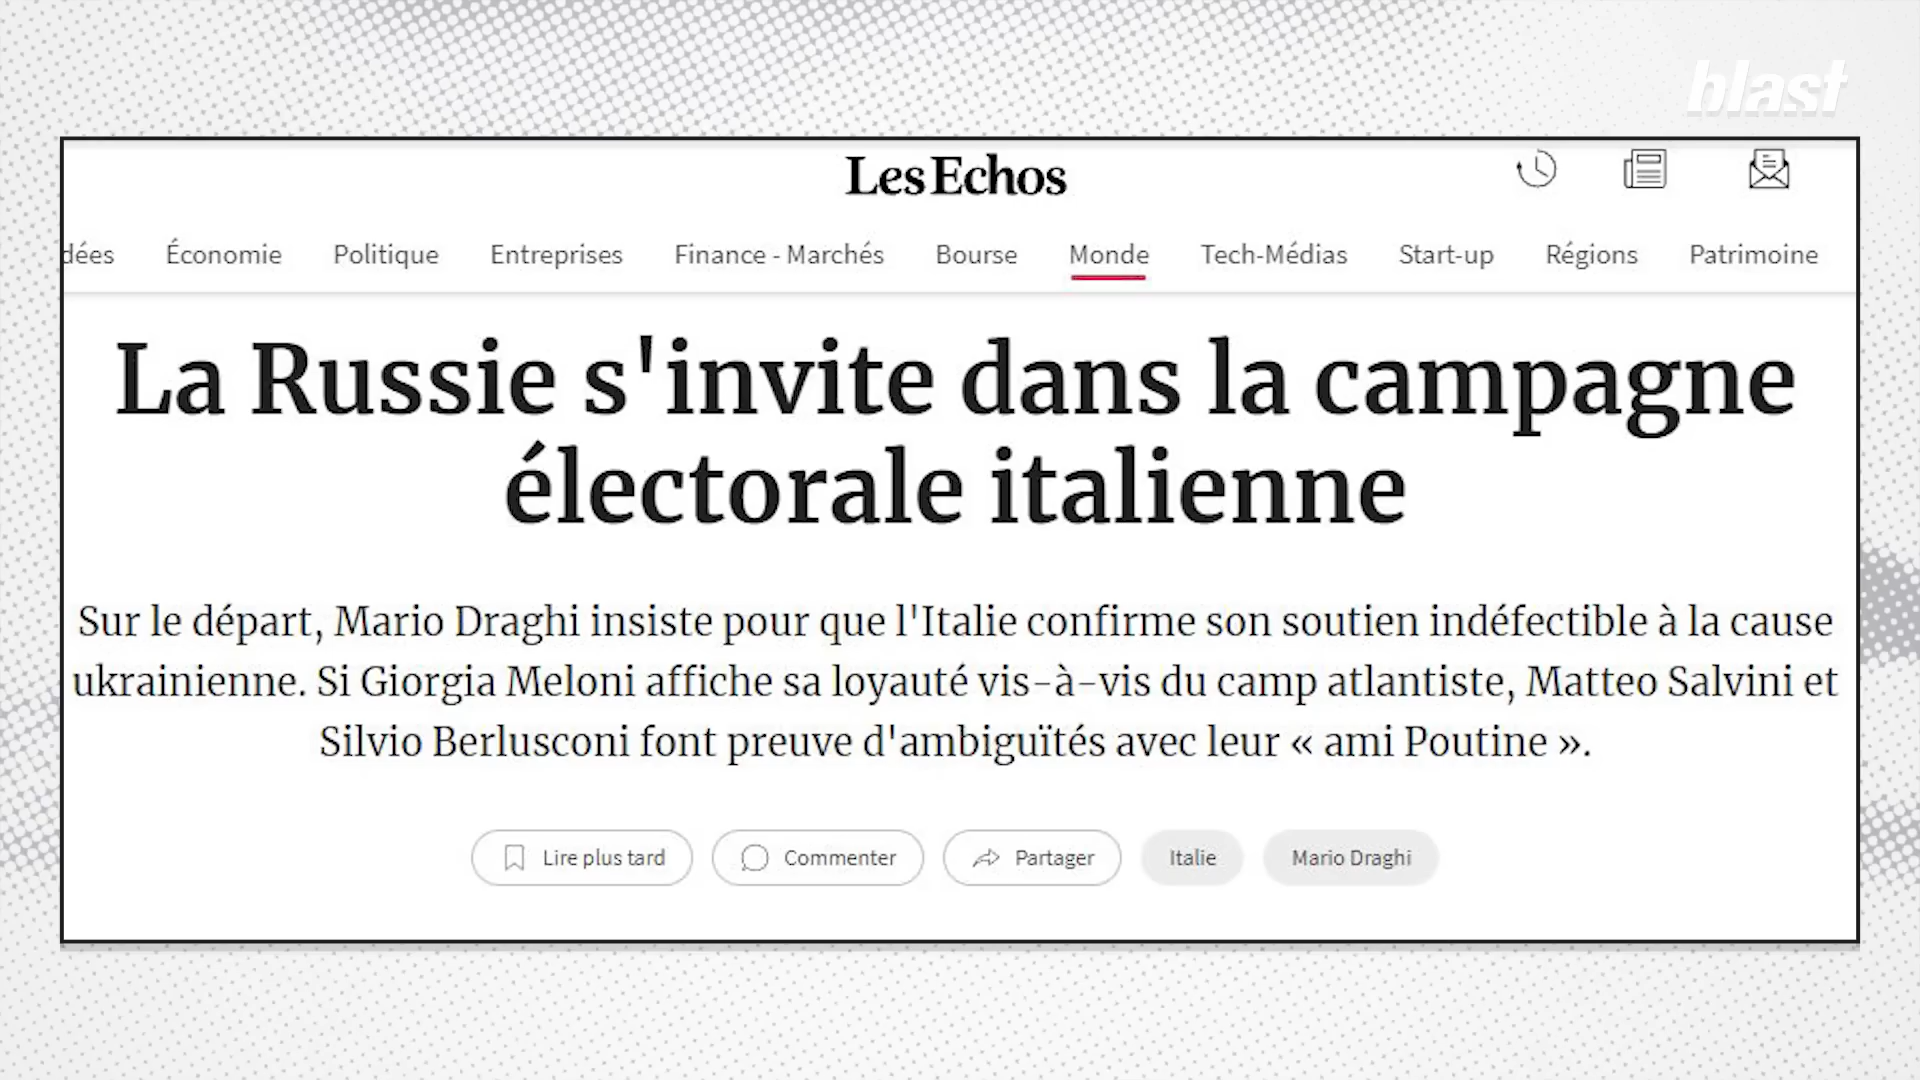 blast
Les Echos
dées Économie Politique Entreprises Finance - Marchés Bourse Monde Tech-Médias Start-up Régions Patrimoine
La Russie s'invite dans la campagne
électorale italienne
Sur le départ, Mario Draghi insiste pour que l'Italie confirme son soutien indéfectible à la cause
ukrainienne. Si Giorgia Meloni affiche sa loyauté vis-à-vis du camp atlantiste, Matteo Salvini et
Silvio Berlusconi font preuve d'ambiguïtés avec leur « ami Poutine ».
Lire plus tard Commenter Partager Italie Mario Draghi